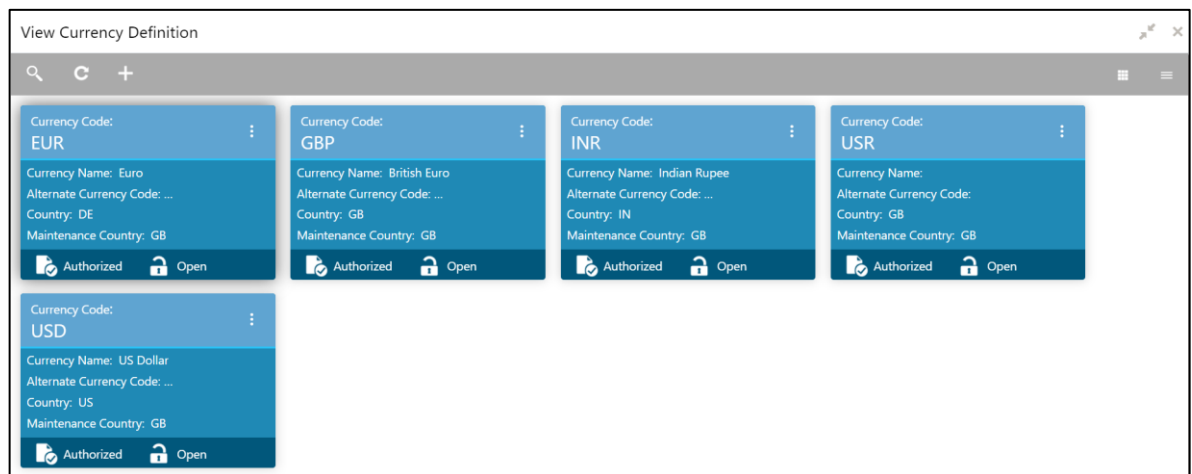 View Currency Definition
Currency Code:
EUR
Currency Name: Euro
Alternate Currency Code: ...
Country: DE
Maintenance Country: GB
Authorized Open
Currency Code:
GBP
Currency Name: British Euro
Alternate Currency Code: ...
Country: GB
Maintenance Country: GB
Authorized Open
Currency Code:
INR
Currency Name: Indian Rupee
Alternate Currency Code: ...
Country: IN
Maintenance Country: GB
Authorized Open
Currency Code:
USR
Currency Name:
Alternate Currency Code:
Country: GB
Maintenance Country: GB
Authorized Open
Currency Code:
USD
Currency Name: US Dollar
Alternate Currency Code: ...
Country: US
Maintenance Country: GB
Authorized Open